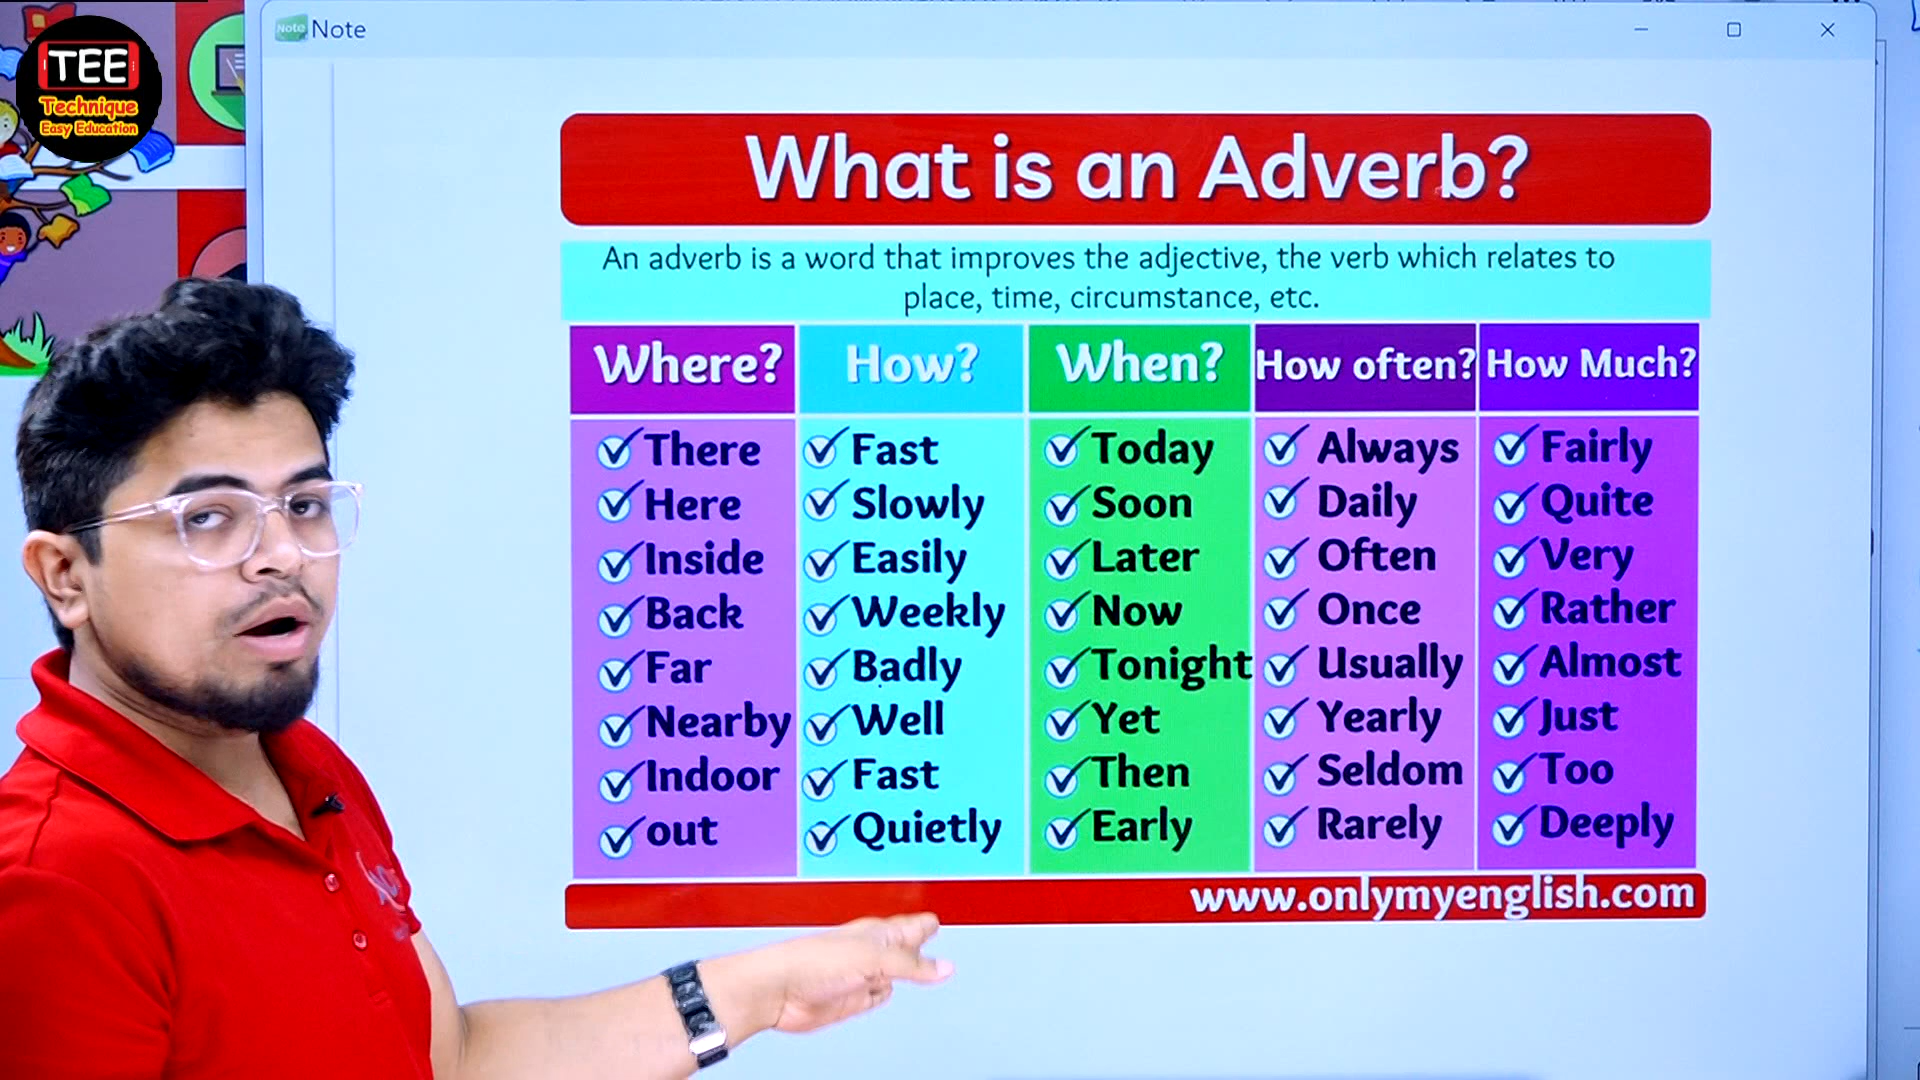 TEE
Technique
Easy Education
Note
Note
What is an Adverb?
An adverb is a word that improves the adjective, the verb which relates to
place, time, circumstance, etc.
Where? How? When? How often? How Much?
There Fast Today Always Fairly
Here Slowly Soon Daily Quite
Inside Easily Later Often Very
Back Weekly Now Once Rather
Far Badly Tonight Usually Almost
Nearby Well Yet Yearly Just
Indoor Fast Then Seldom Too
out Quietly Early Rarely Deeply
www.onlymyenglish.com